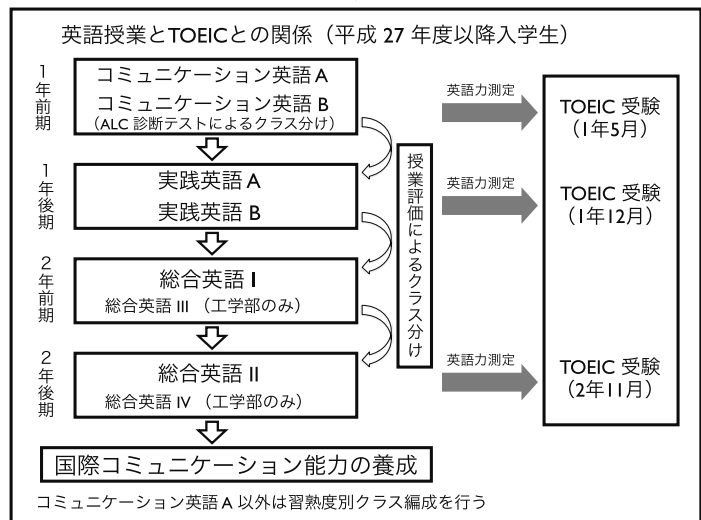 英語授業とTOEICとの関係（平成 27 年度以降入学生）
1年前期
コミュニケーション英語 A
コミュニケーション英語 B
（ALC 診断テストによるクラス分け）
英語力測定
TOEIC 受験
（1年5月）
1年後期
実践英語 A
実践英語 B
授業評価によるクラス分け
英語力測定
TOEIC 受験
（1年12月）
2年前期
総合英語 I
総合英語 III （工学部のみ）
2年後期
総合英語 II
総合英語 IV （工学部のみ）
英語力測定
TOEIC 受験
（2年11月）
国際コミュニケーション能力の養成
コミュニケーション英語 A 以外は習熟度別クラス編成を行う